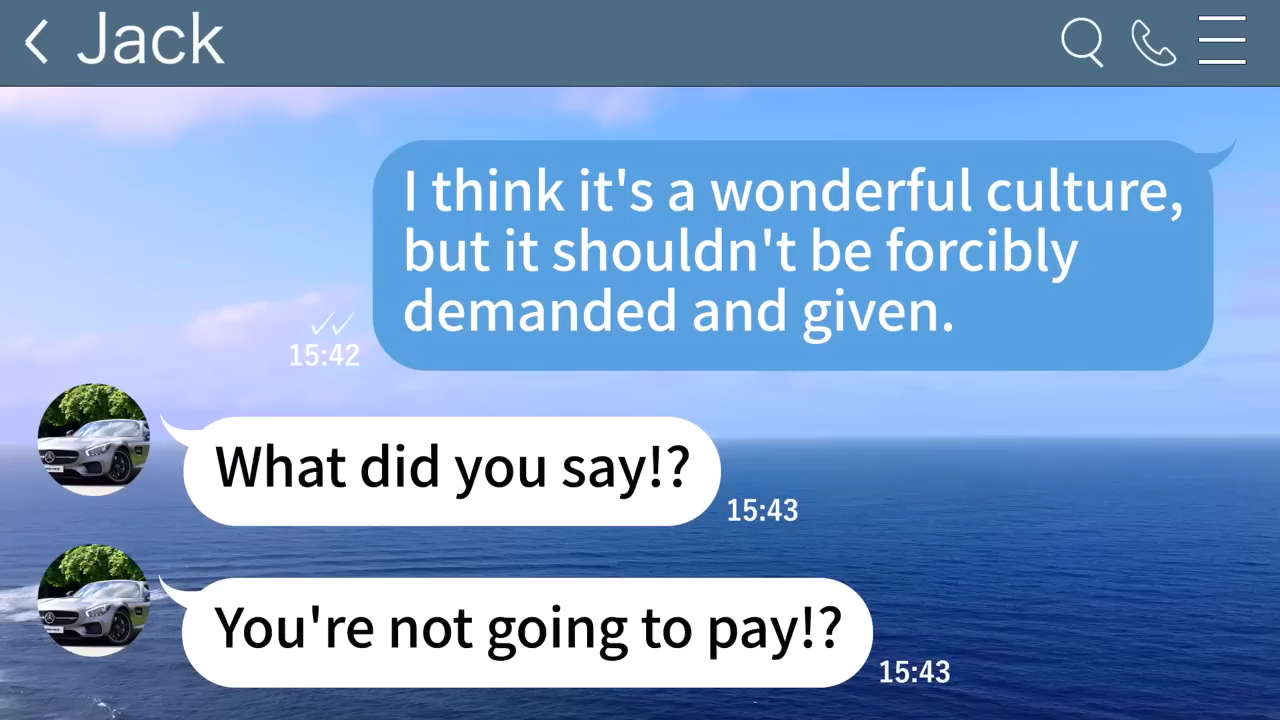 Jack
I think it's a wonderful culture,
but it shouldn't be forcibly
demanded and given.
15:42
What did you say!?
15:43
You're not going to pay!?
15:43